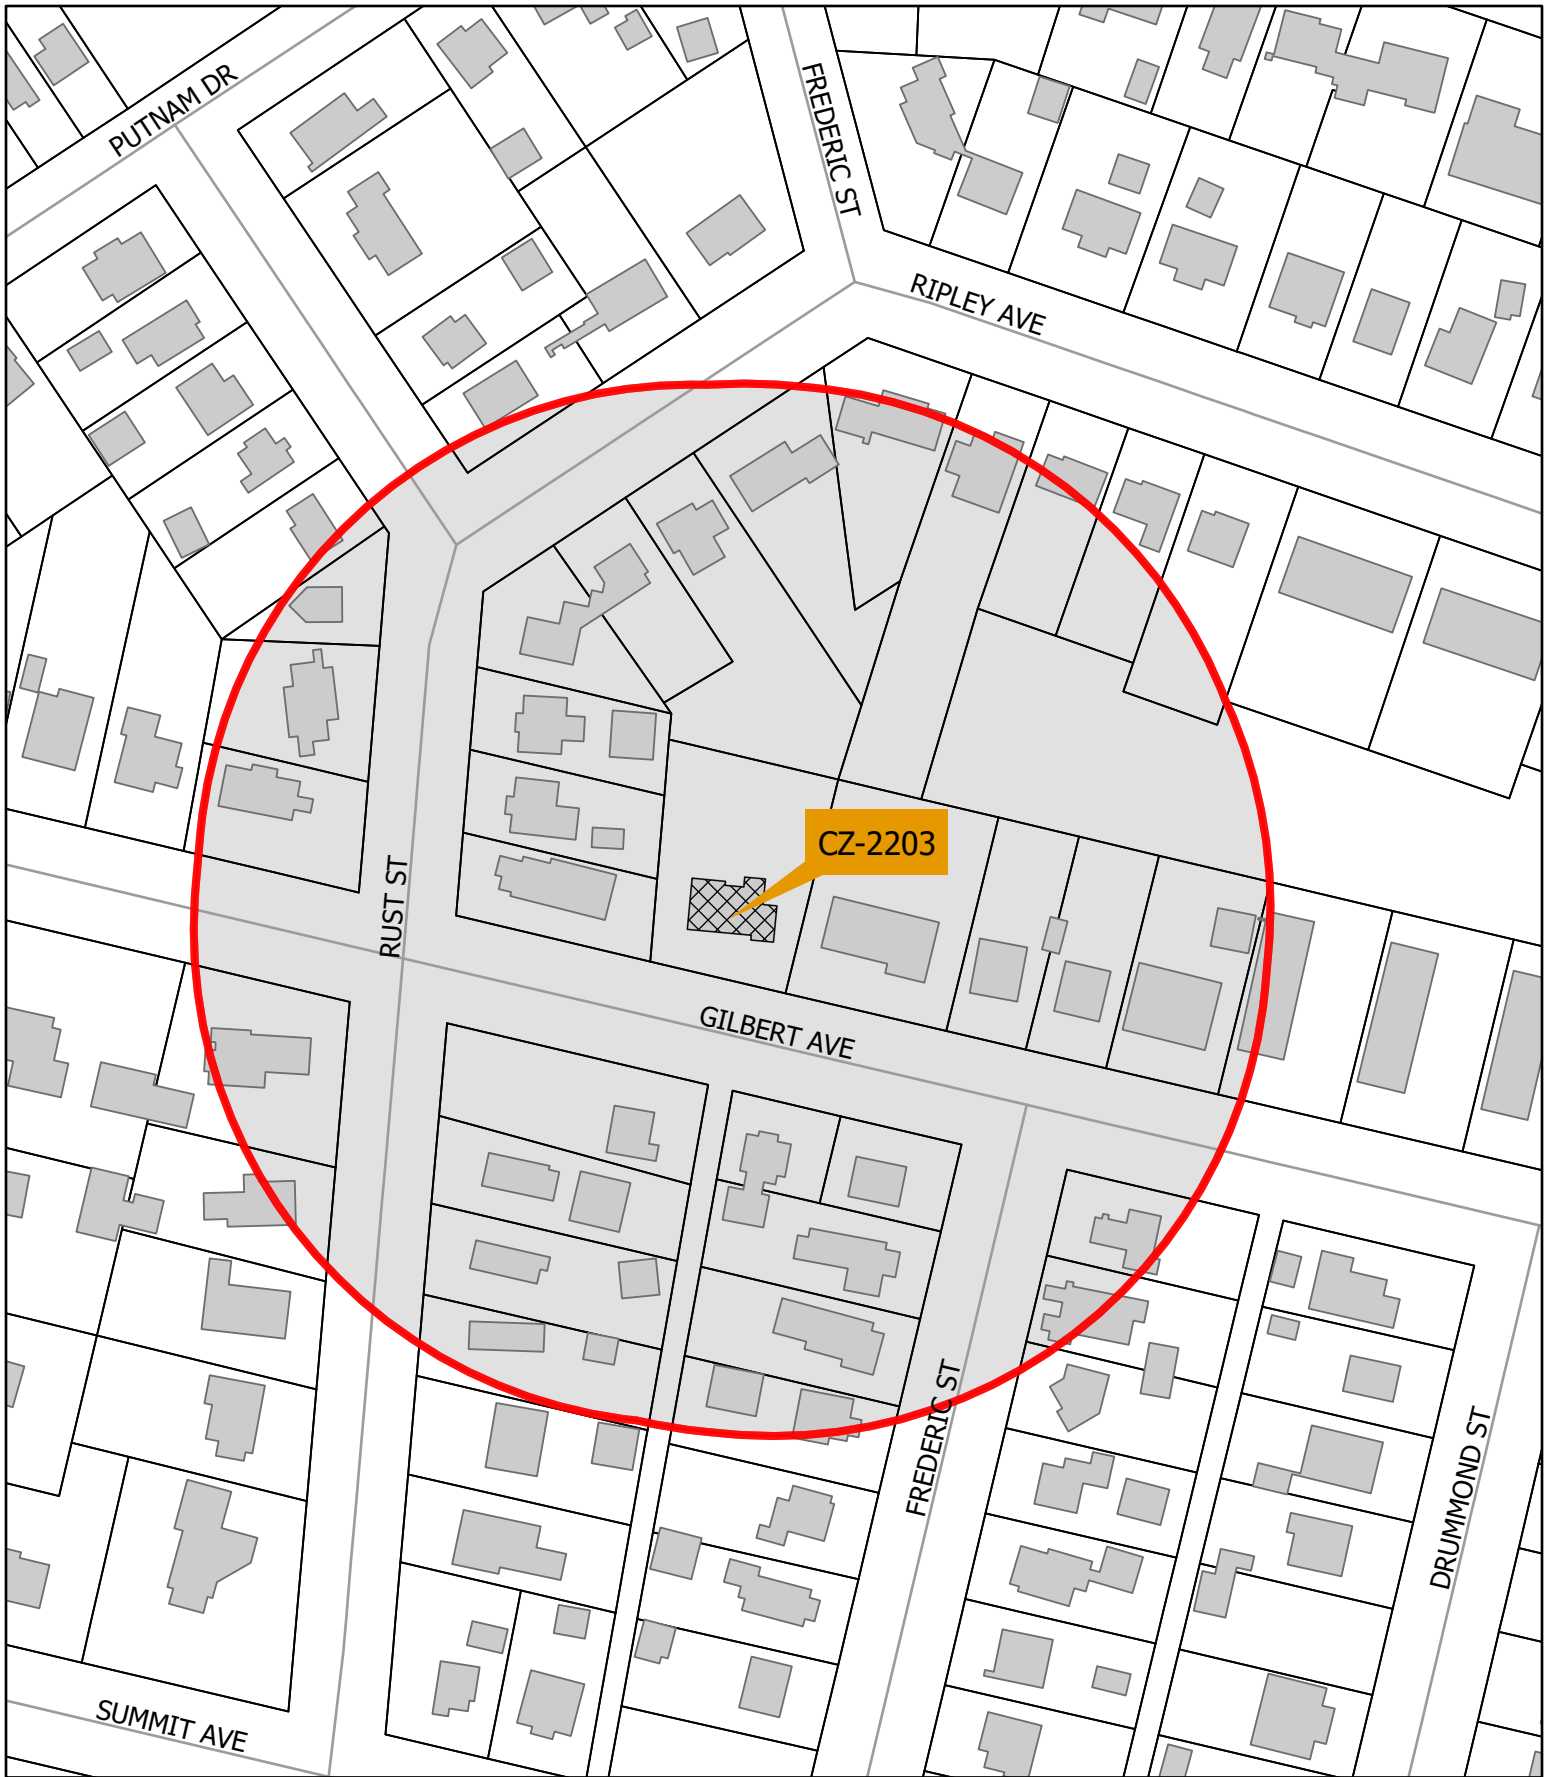 PUTNAM DR
FREDERIC ST
RIPLEY AVE
CZ-2203
RUST ST
GILBERT AVE
FREDERIC ST
DRUMMOND ST
SUMMIT AVE